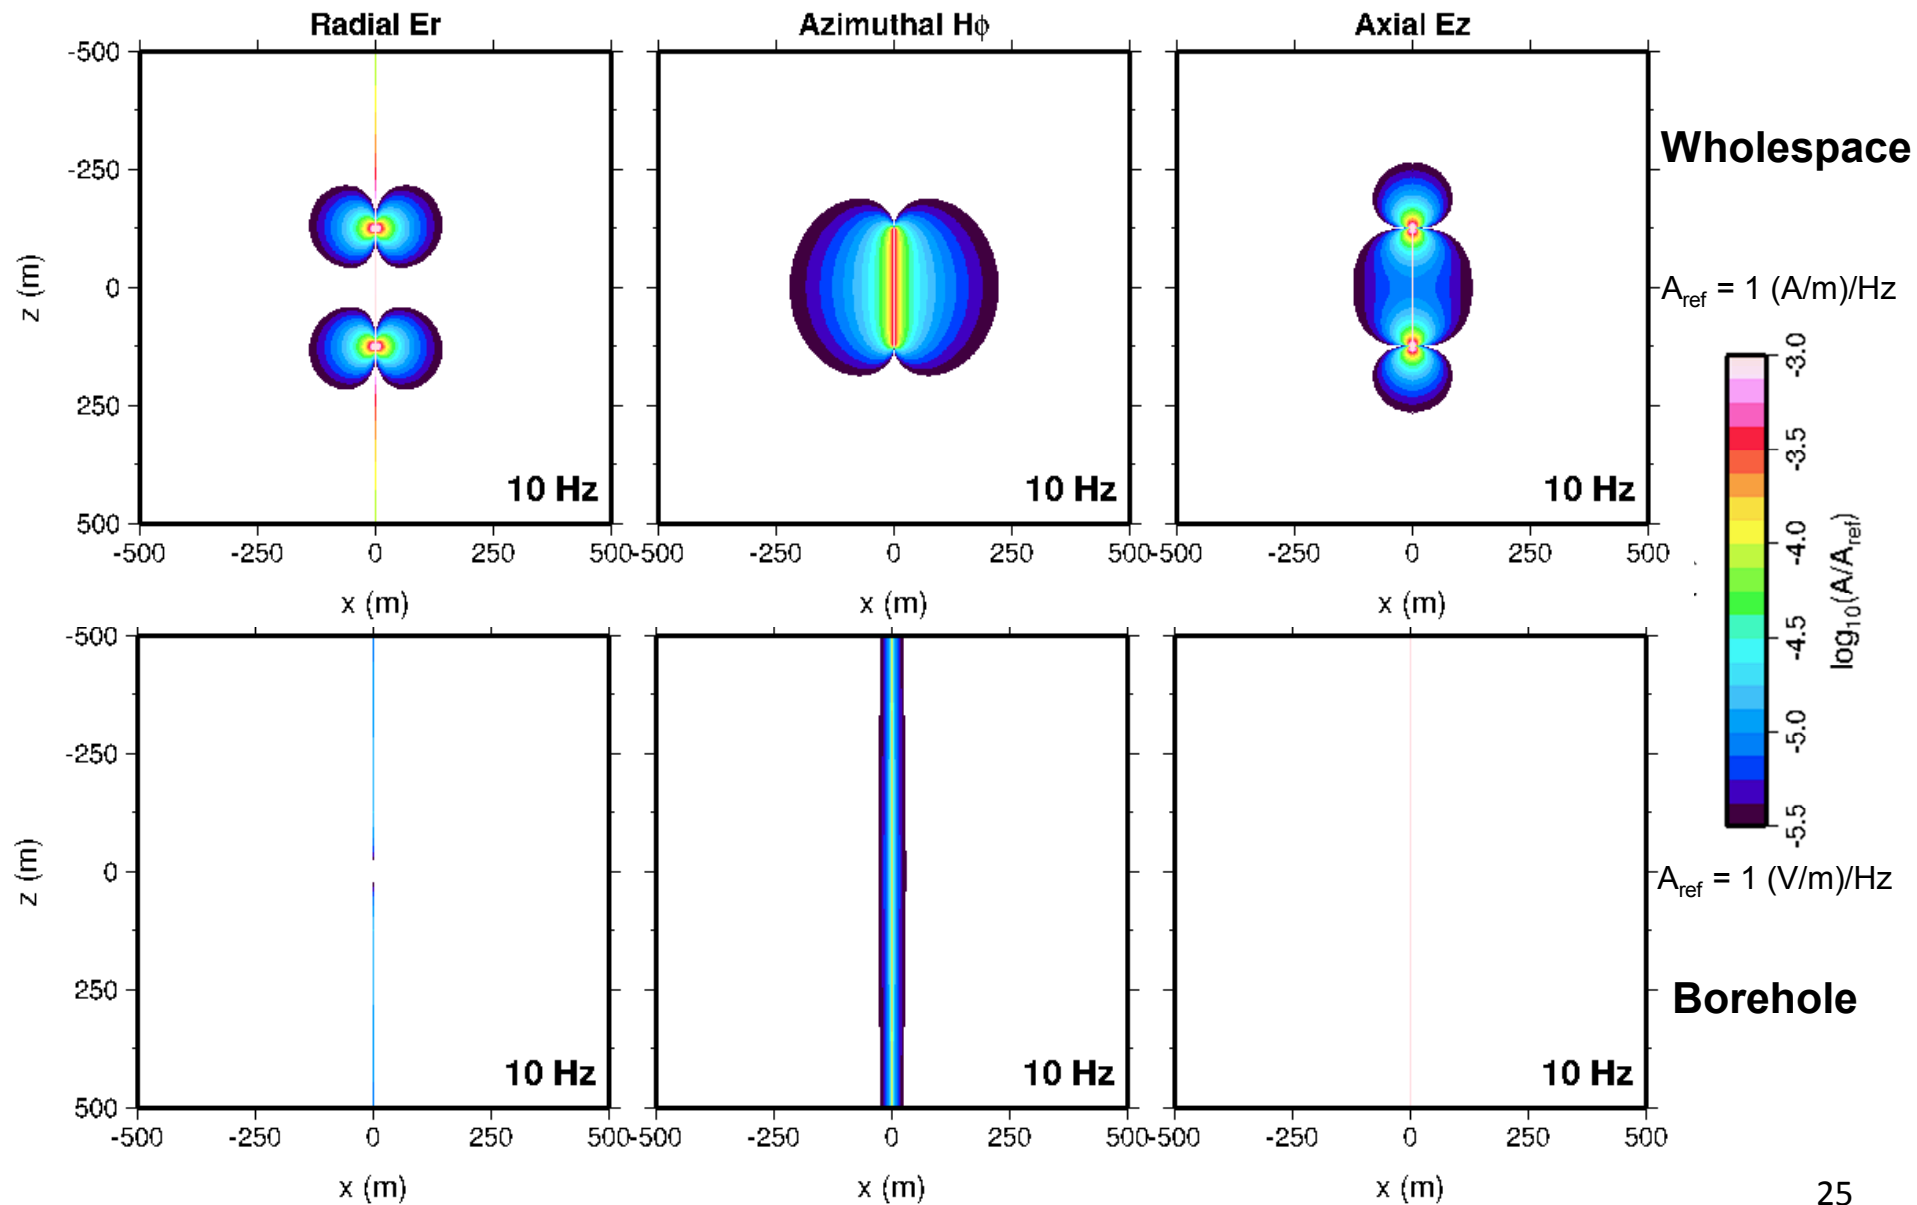 Radial Er
Azimuthal Hϕ
Axial Ez
-500
-250
0
250
500
z (m)
10 Hz
10 Hz
10 Hz
-500 -250 0 250 500
-500 -250 0 250 500
-500 -250 0 250 500
x (m)
x (m)
x (m)
Wholespace
Aref = 1 (A/m)/Hz
-3.0
-3.5
-4.0
-4.5
-5.0
-5.5
log10(A/Aref)
-500
-250
0
250
500
z (m)
10 Hz
10 Hz
10 Hz
-500 -250 0 250 500
-500 -250 0 250 500
-500 -250 0 250 500
x (m)
x (m)
x (m)
Aref = 1 (V/m)/Hz
Borehole
25